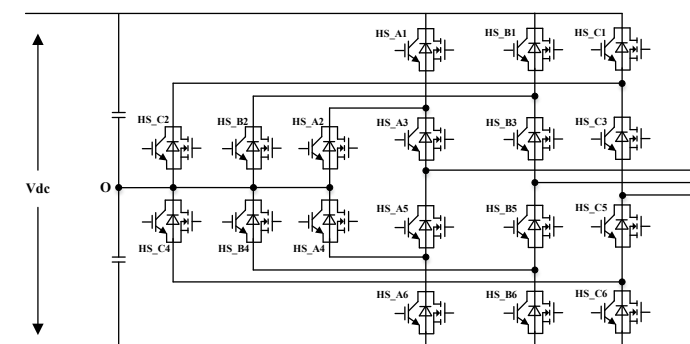 HS_A1 HS_B1 HS_C1
HS_C2 HS_B2 HS_A2 HS_A3 HS_B3 HS_C3
Vdc O
HS_A5 HS_B5 HS_C5
HS_C4 HS_B4 HS_A4
HS_A6 HS_B6 HS_C6